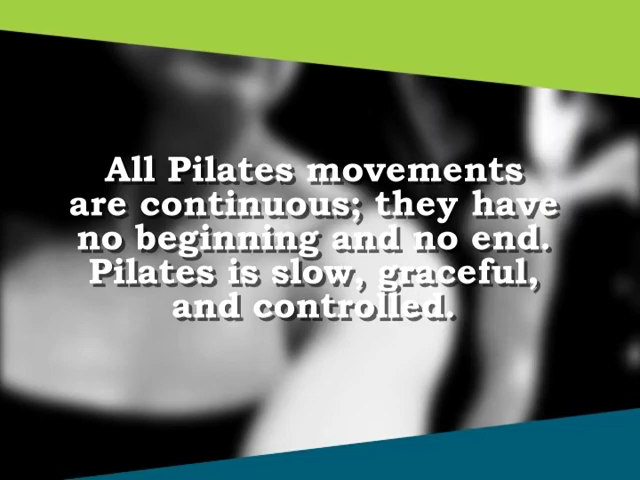 All Pilates movements
are continuous; they have
no beginning and no end.
Pilates is slow, graceful,
and controlled.